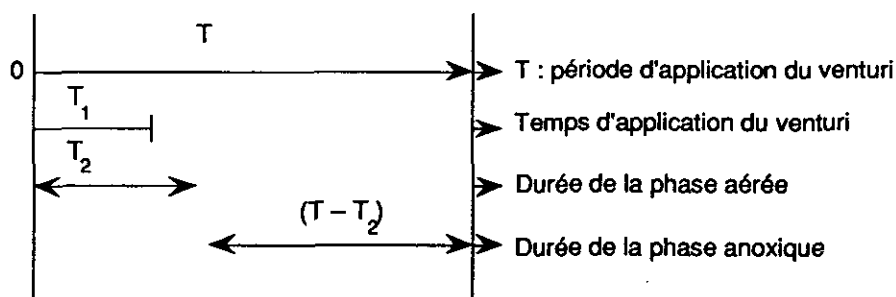 T
0
T : période d'application du venturi
T1
Temps d'application du venturi
T2
Durée de la phase aérée
(T – T2)
Durée de la phase anoxique